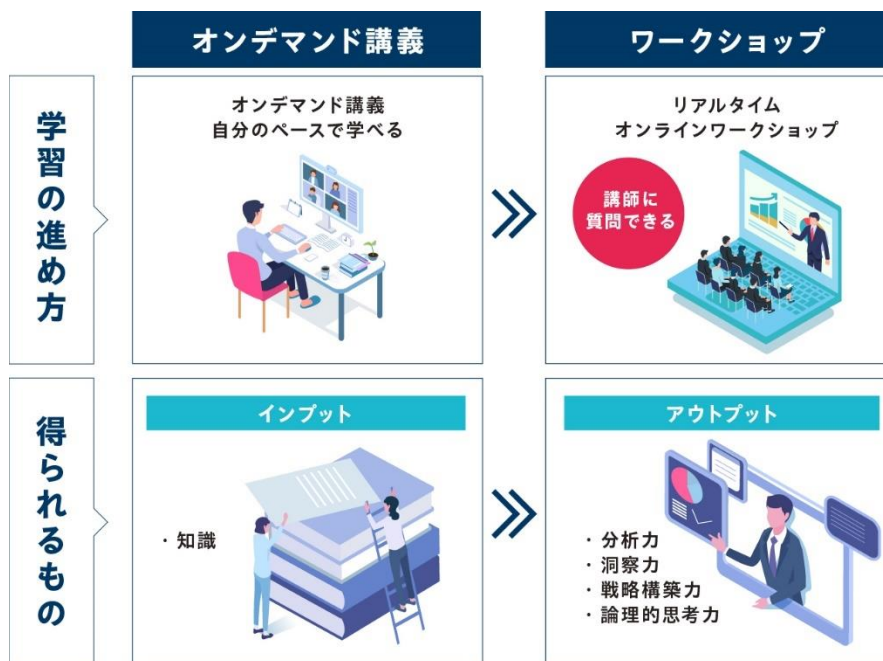 オンデマンド講義
ワークショップ
学習の進め方
オンデマンド講義
自分のペースで学べる
リアルタイム
オンラインワークショップ
講師に
質問できる
得られるもの
インプット
・知識
アウトプット
・分析力
・洞察力
・戦略構築力
・論理的思考力